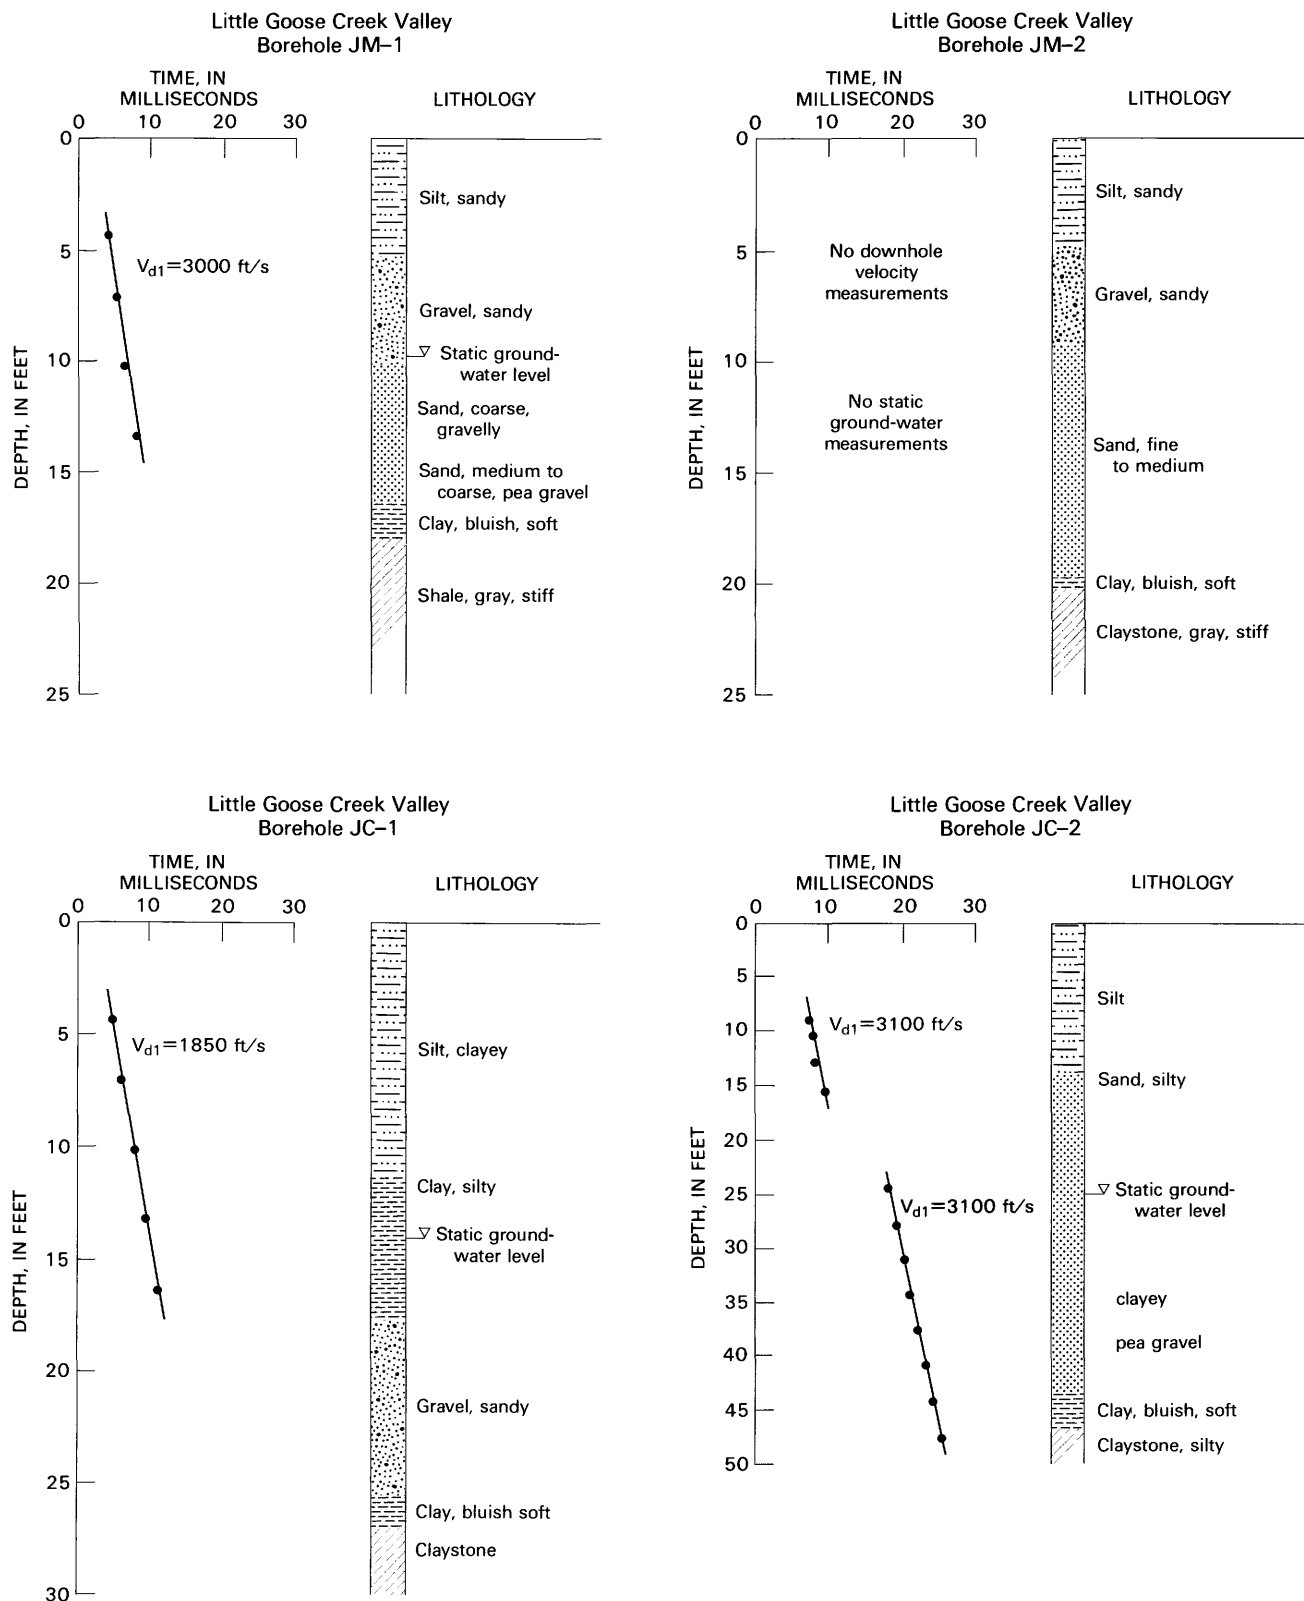 Little Goose Creek Valley
Borehole JM–1
TIME, IN
MILLISECONDS
LITHOLOGY
0 10 20 30
DEPTH, IN FEET
0
5
10
15
20
25
Vd1=3000 ft/s
Silt, sandy
Gravel, sandy
Static ground-
water level
Sand, coarse,
gravelly
Sand, medium to
coarse, pea gravel
Clay, bluish, soft
Shale, gray, stiff
Little Goose Creek Valley
Borehole JM–2
TIME, IN
MILLISECONDS
LITHOLOGY
0 10 20 30
DEPTH, IN FEET
0
5
10
15
20
25
No downhole
velocity
measurements
No static
ground-water
measurements
Silt, sandy
Gravel, sandy
Sand, fine
to medium
Clay, bluish, soft
Claystone, gray, stiff
Little Goose Creek Valley
Borehole JC–1
TIME, IN
MILLISECONDS
LITHOLOGY
0 10 20 30
DEPTH, IN FEET
0
5
10
15
20
25
30
Vd1=1850 ft/s
Silt, clayey
Clay, silty
Static ground-
water level
Gravel, sandy
Clay, bluish soft
Claystone
Little Goose Creek Valley
Borehole JC–2
TIME, IN
MILLISECONDS
LITHOLOGY
0 10 20 30
DEPTH, IN FEET
0
5
10
15
20
25
30
35
40
45
50
Vd1=3100 ft/s
Vd1=3100 ft/s
Silt
Sand, silty
Static ground-
water level
clayey
pea gravel
Clay, bluish, soft
Claystone, silty